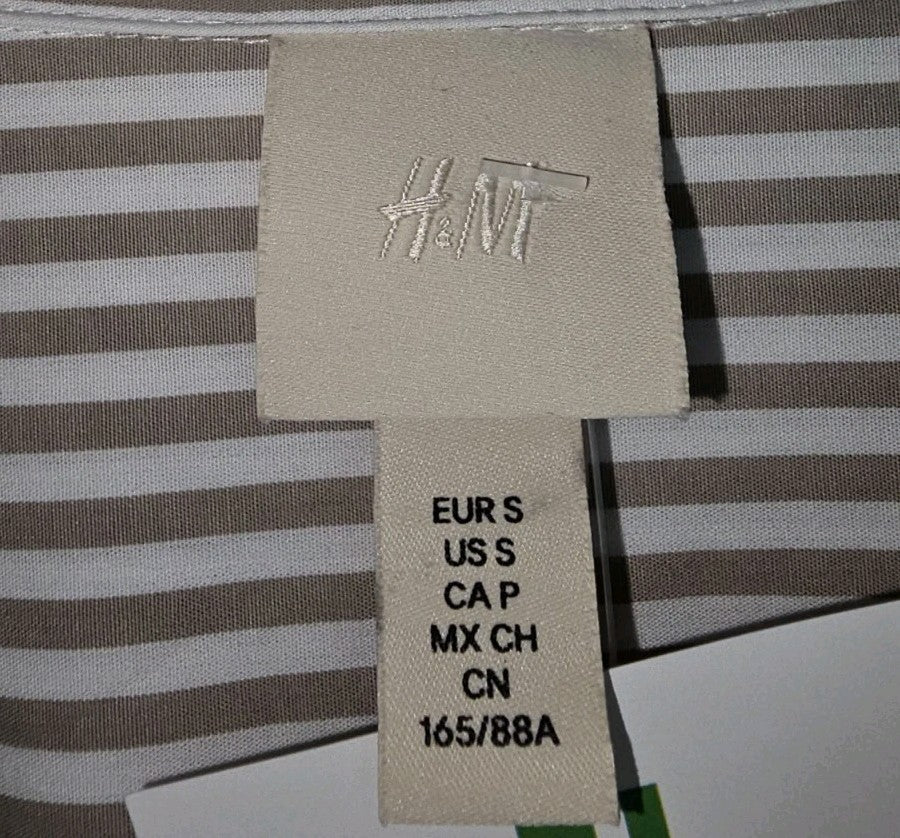 H&M
EUR S
US S
CA P
MX CH
CN
165/88A